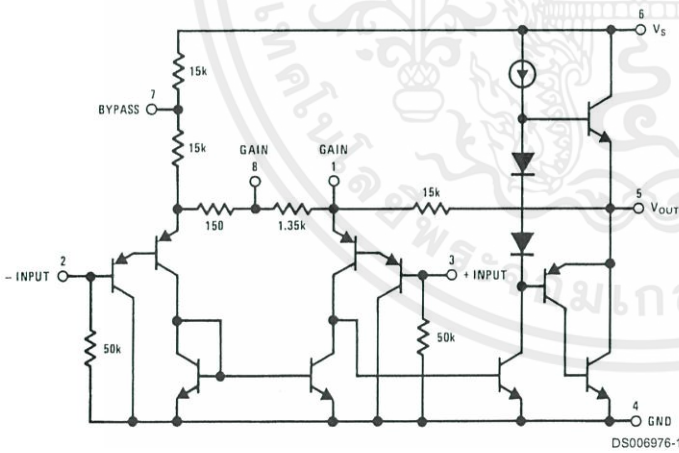 6
Vs
15k
7
BYPASS
15k
GAIN
8
GAIN
1
15k
5
VOUT
150
1.35k
2
- INPUT
3
+ INPUT
50k
50k
4
GND
DS006976-1